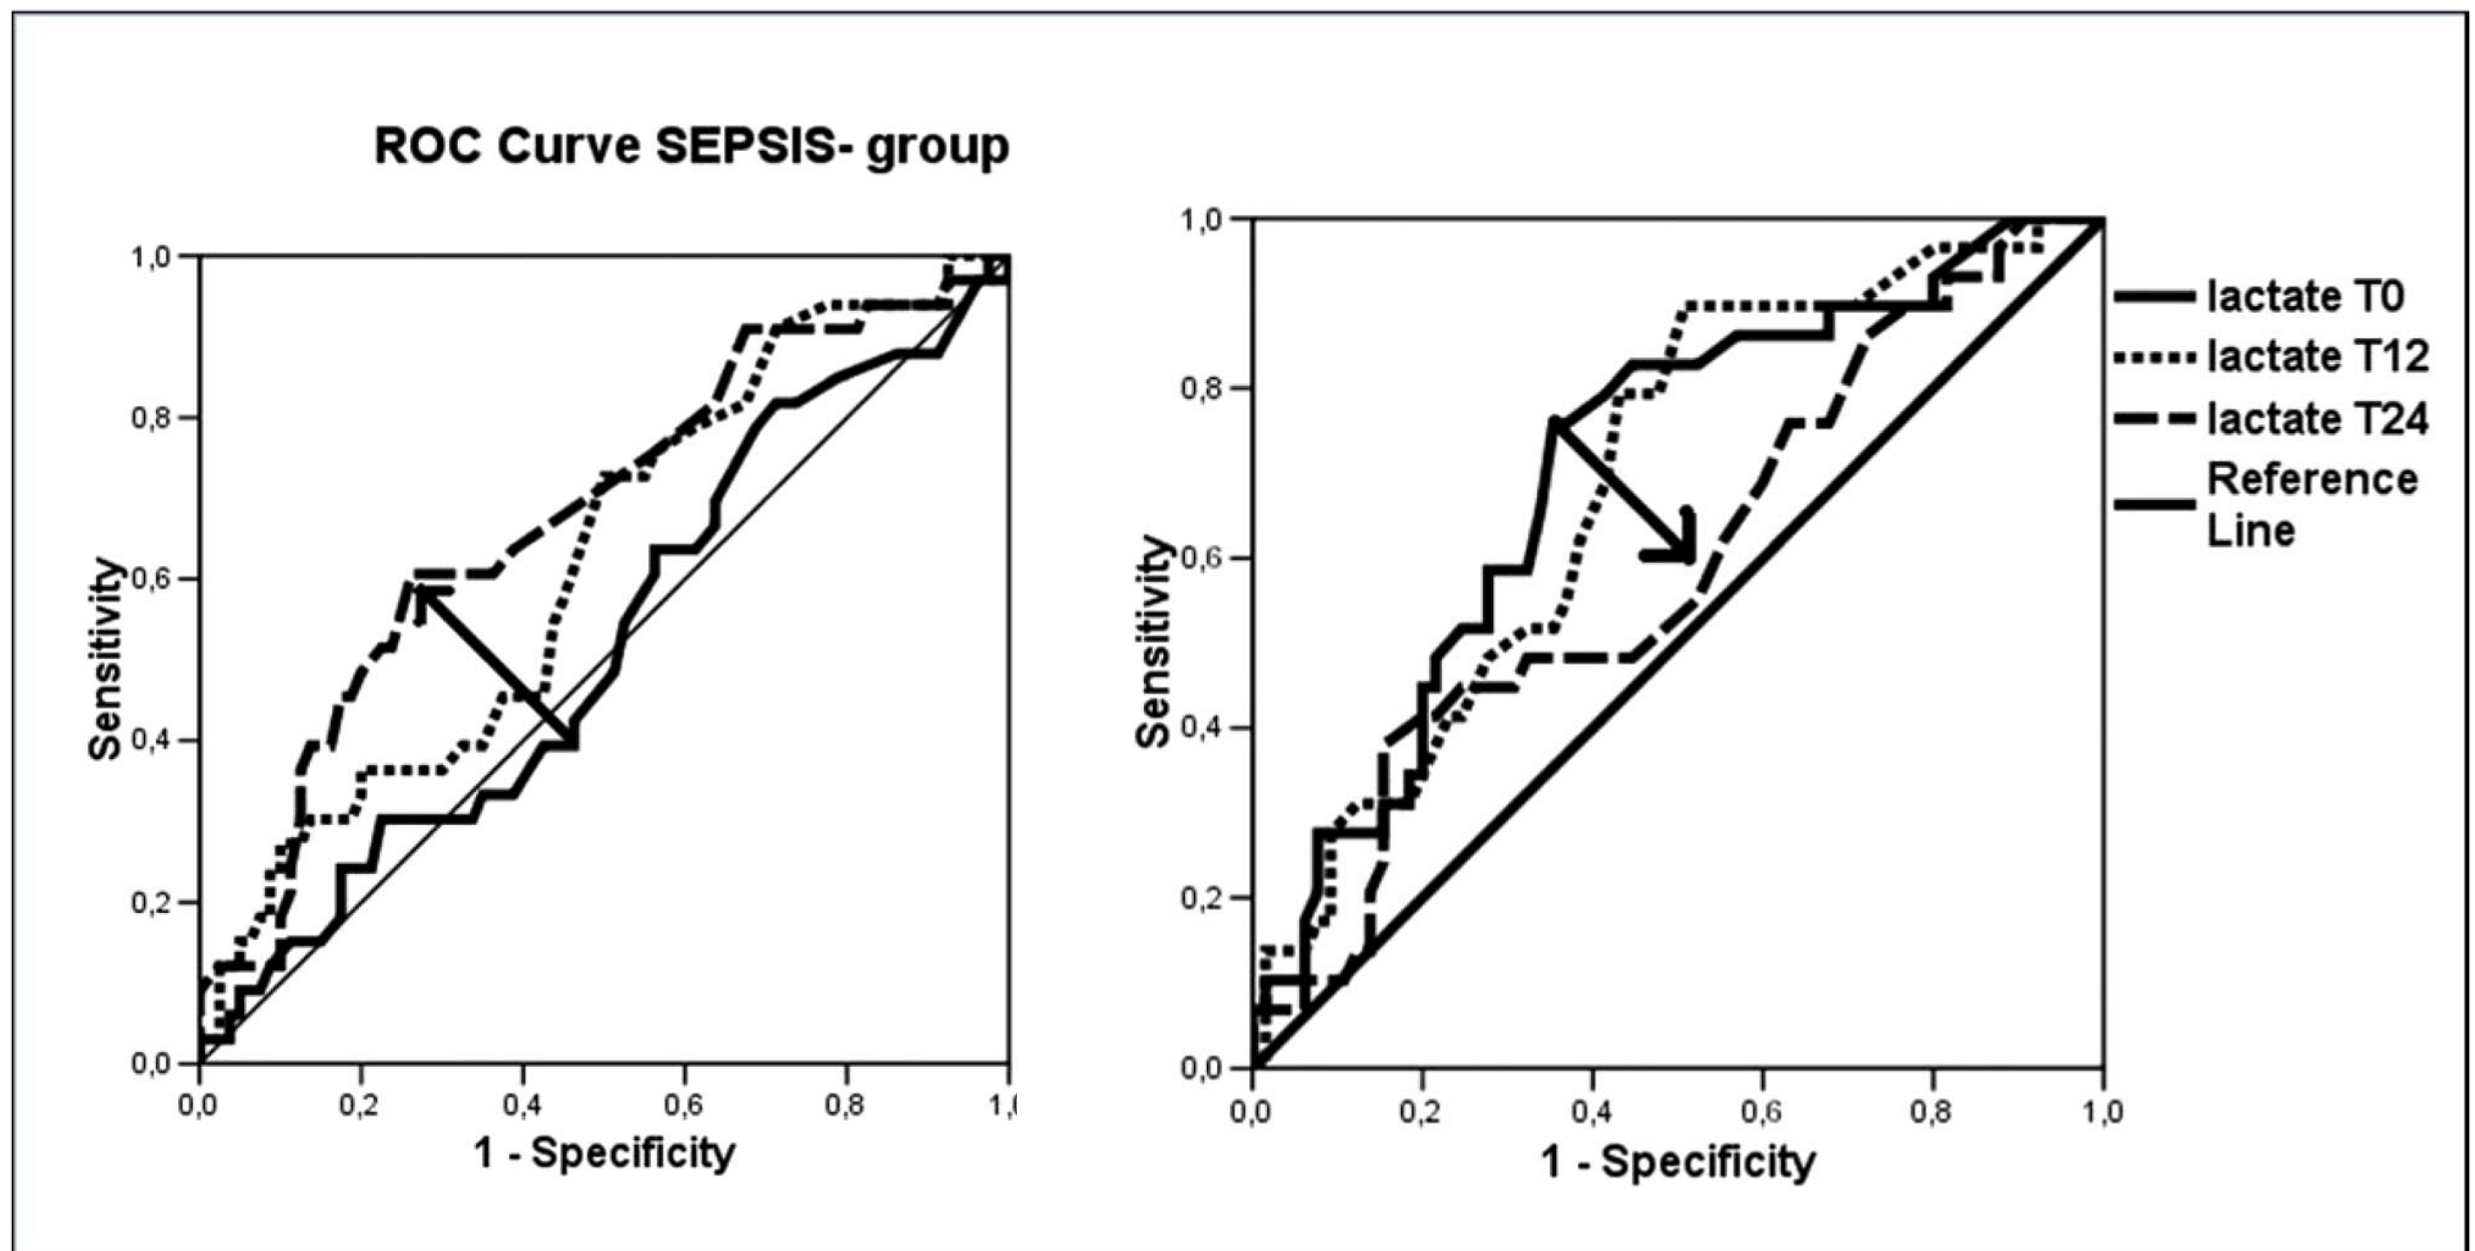 ROC Curve SEPSIS- group
Sensitivity
1,0
0,8
0,6
0,4
0,2
0,0
0,0 0,2 0,4 0,6 0,8
1 - Specificity
Sensitivity
1,0
0,8
0,6
0,4
0,2
0,0
0,0 0,2 0,4 0,6 0,8 1,0
1 - Specificity
lactate T0
lactate T12
lactate T24
Reference
Line